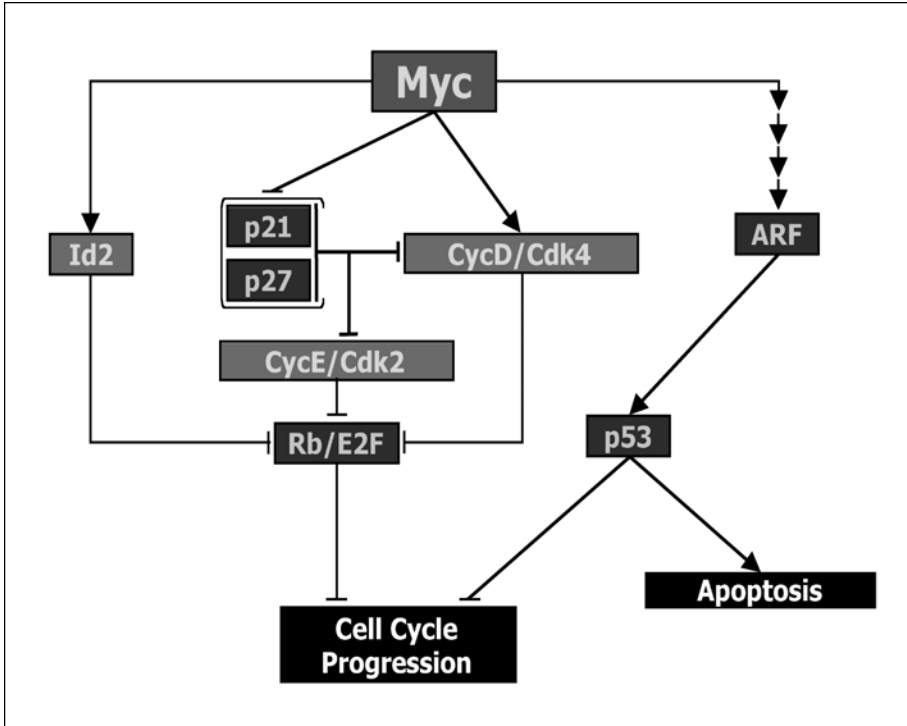 Myc
p21
p27
Id2
CycD/Cdk4
ARF
CycE/Cdk2
Rb/E2F
p53
Apoptosis
Cell Cycle
Progression